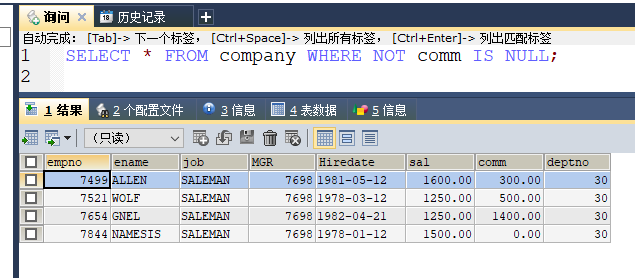 询问 历史记录
自动完成： [Tab]-> 下一个标签， [Ctrl+Space]-> 列出所有标签， [Ctrl+Enter]-> 列出匹配标签
1 SELECT * FROM company WHERE NOT comm IS NULL;
2
1 结果 2 个配置文件 3 信息 4 表数据 5 信息
（只读）
empno ename job MGR Hiredate sal comm deptno
7499 ALLEN SALEMAN 7698 1981-05-12 1600.00 300.00 30
7521 WOLF SALEMAN 7698 1978-03-12 1250.00 500.00 30
7654 GNEL SALEMAN 7698 1982-04-21 1250.00 1400.00 30
7844 NAMESIS SALEMAN 7698 1978-01-12 1500.00 0.00 30